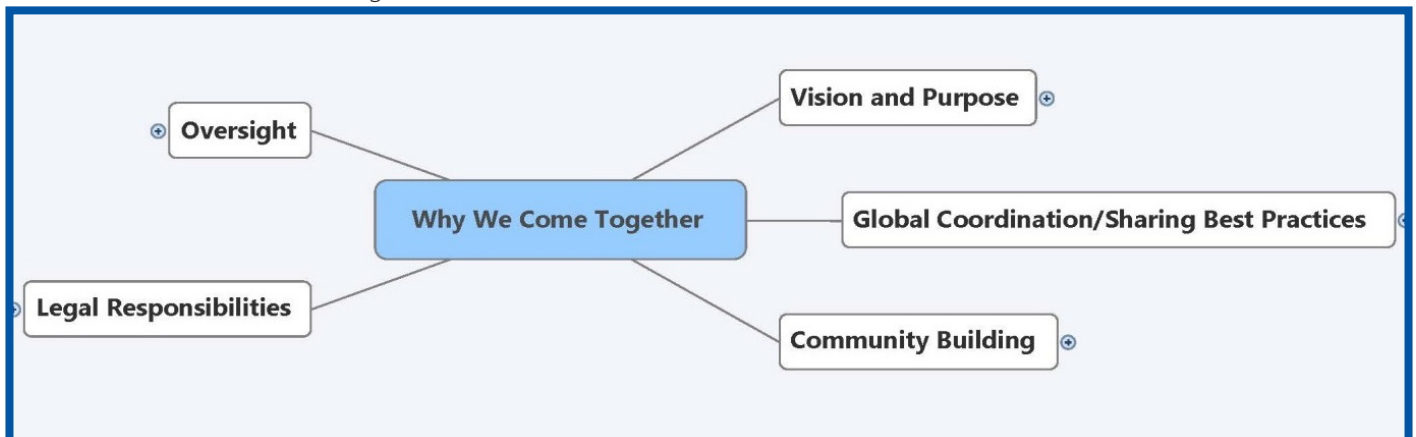 Vision and Purpose
Oversight
Why We Come Together
Global Coordination/Sharing Best Practices
Legal Responsibilities
Community Building